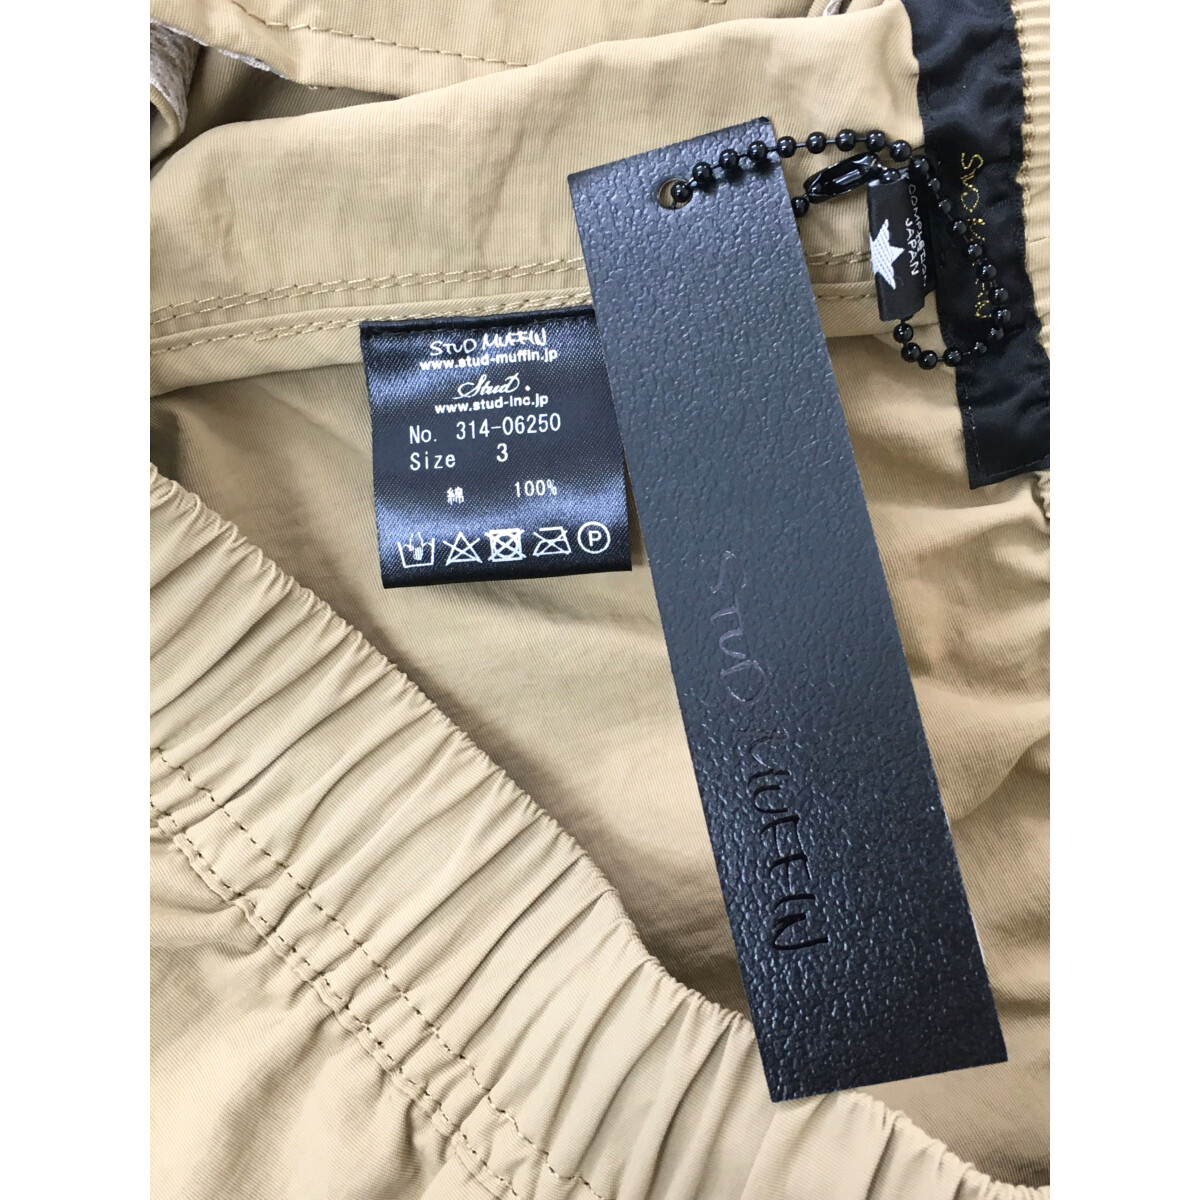 STUD MUFFIN
www.stud-muffin.jp
Stud.
www.stud-inc.jp
No. 314-06250
Size 3
綿 100%
P
STUD MUFFIN
JAPAN
STUD MUFFIN